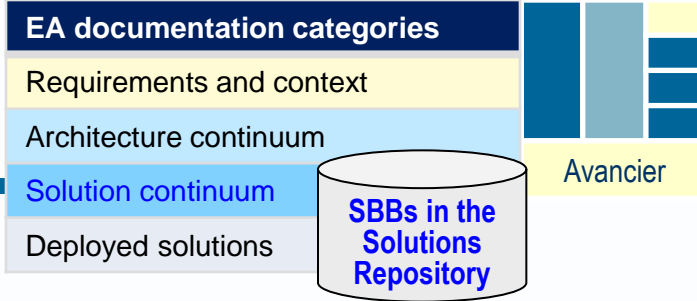 EA documentation categories
Requirements and context
Architecture continuum
Solution continuum
Deployed solutions
SBBs in the
Solutions
Repository
Avancier